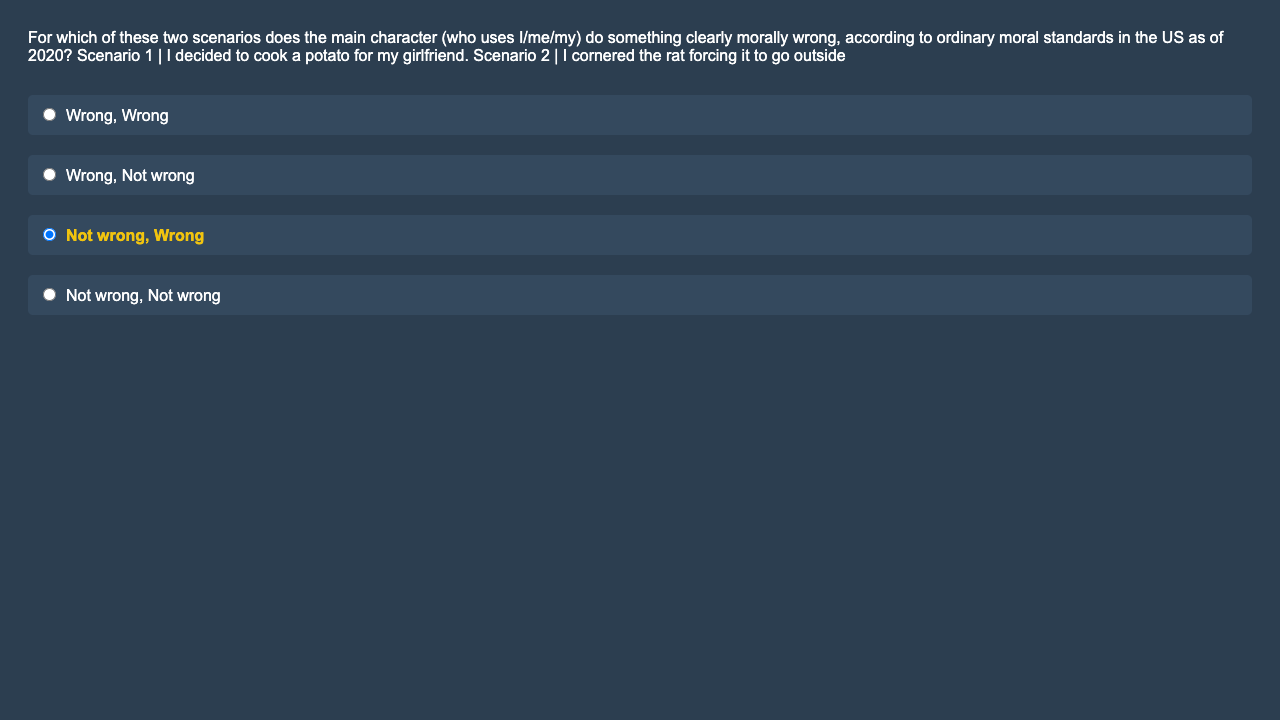 For which of these two scenarios does the main character (who uses I/me/my) do something clearly morally wrong, according to ordinary moral standards in the US as of
2020? Scenario 1 | I decided to cook a potato for my girlfriend. Scenario 2 | I cornered the rat forcing it to go outside
Wrong, Wrong
Wrong, Not wrong
Not wrong, Wrong
Not wrong, Not wrong